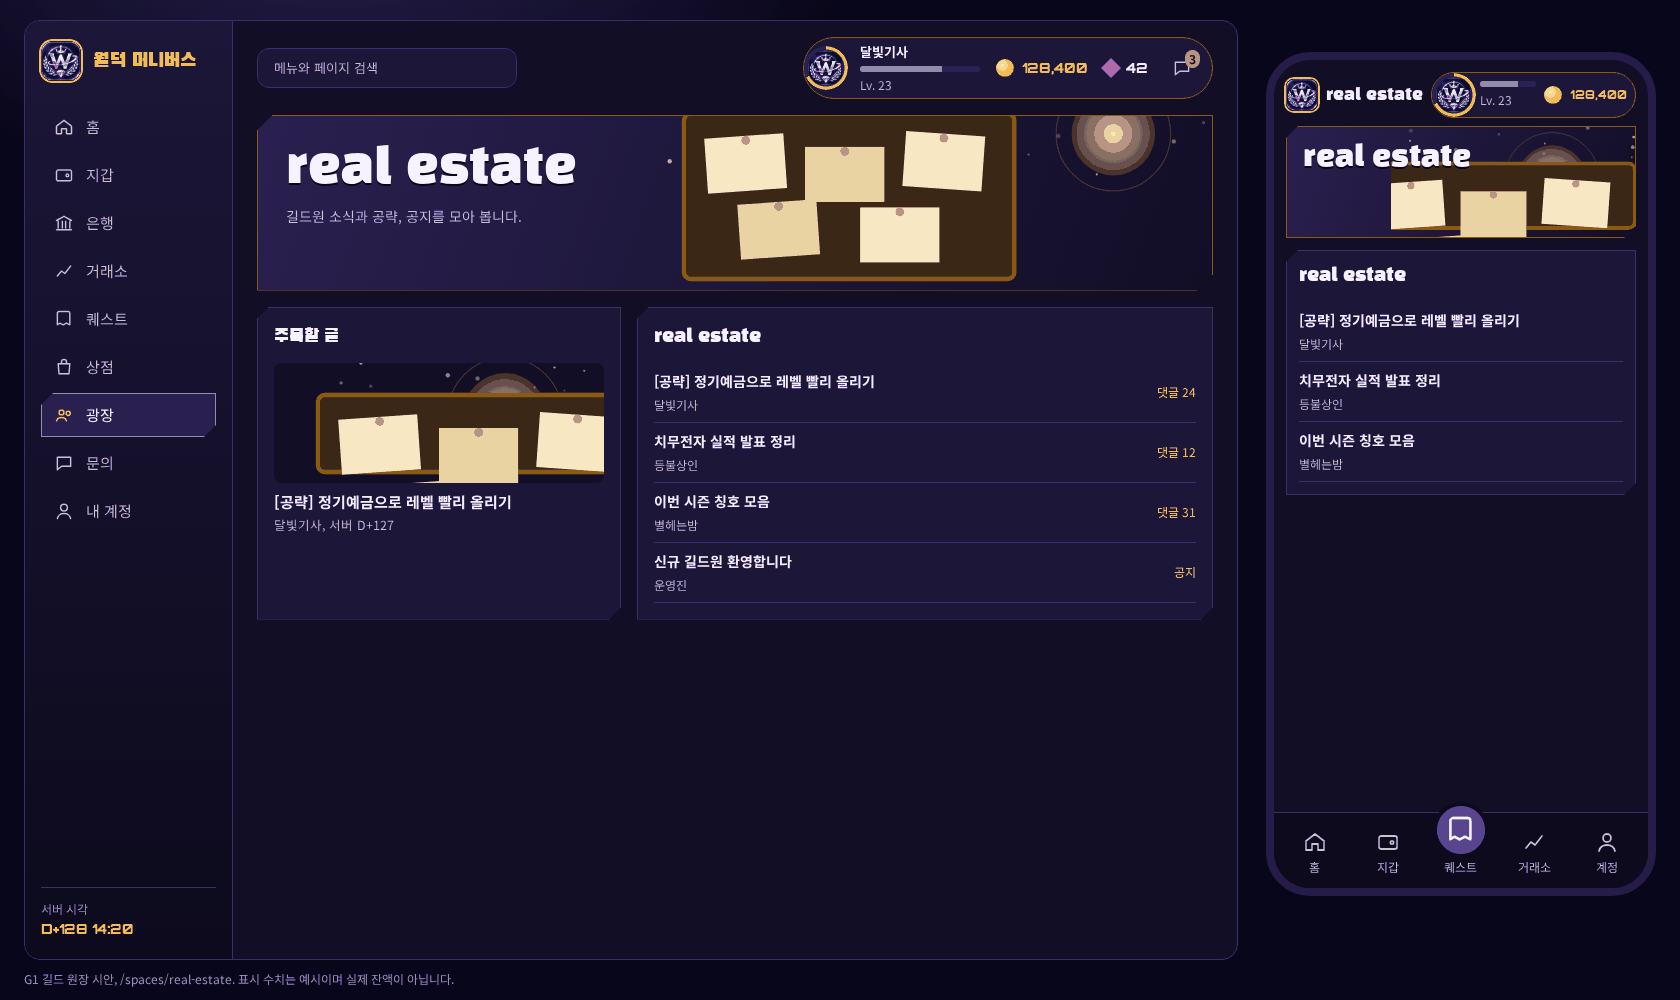 월덕 머니버스
홈
지갑
은행
거래소
퀘스트
상점
광장
문의
내 계정
서버 시각
D+128 14:20
메뉴와 페이지 검색
달빛기사
Lv. 23
128,400
42
3
real estate
길드원 소식과 공략, 공지를 모아 봅니다.
주목할 글
[공략] 정기예금으로 레벨 빨리 올리기
달빛기사, 서버 D+127
real estate
[공략] 정기예금으로 레벨 빨리 올리기
달빛기사
댓글 24
치무전자 실적 발표 정리
등불상인
댓글 12
이번 시즌 칭호 모음
별헤는밤
댓글 31
신규 길드원 환영합니다
운영진
공지
real estate
Lv. 23
128,400
real estate
real estate
[공략] 정기예금으로 레벨 빨리 올리기
달빛기사
치무전자 실적 발표 정리
등불상인
이번 시즌 칭호 모음
별헤는밤
홈
지갑
퀘스트
거래소
계정
G1 길드 원장 시안, /spaces/real-estate. 표시 수치는 예시이며 실제 잔액이 아닙니다.